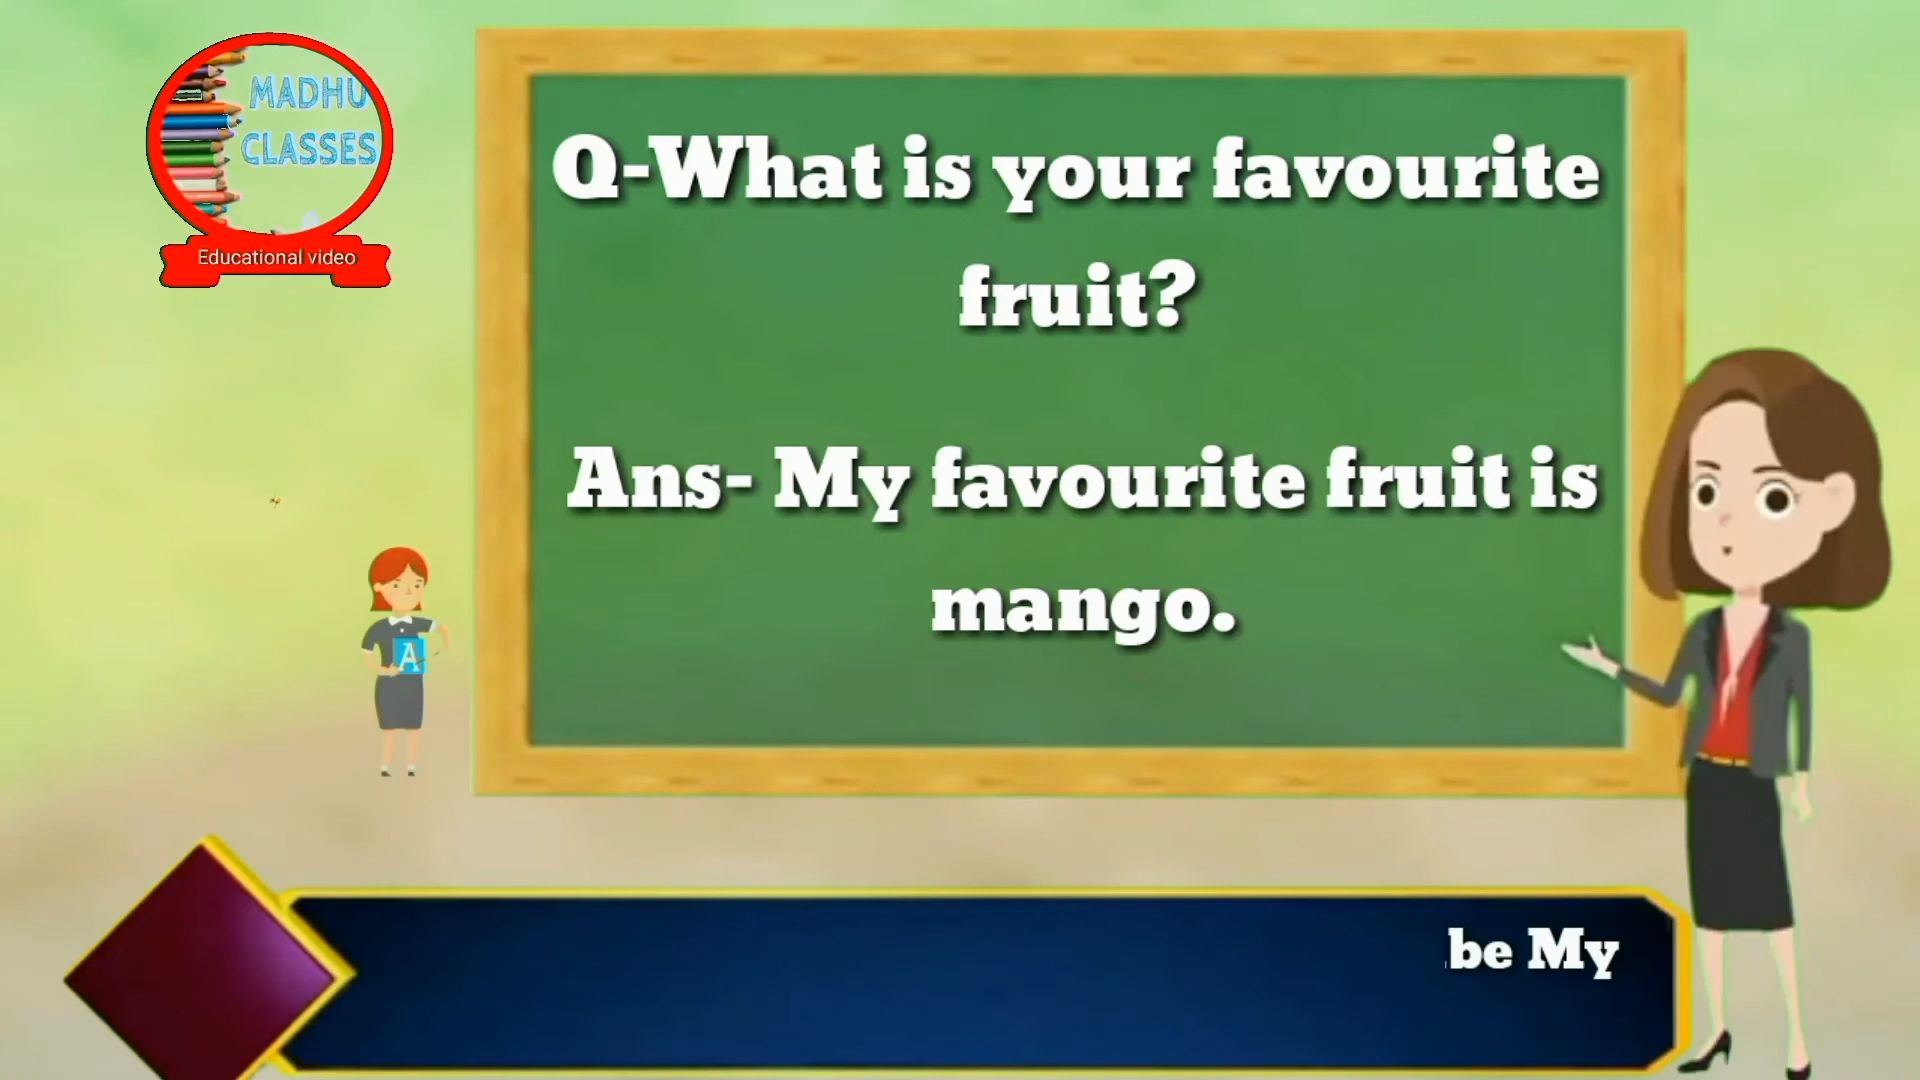 MADHU
CLASSES
Educational video
Q-What is your favourite
fruit?
Ans- My favourite fruit is
mango.
A
be My